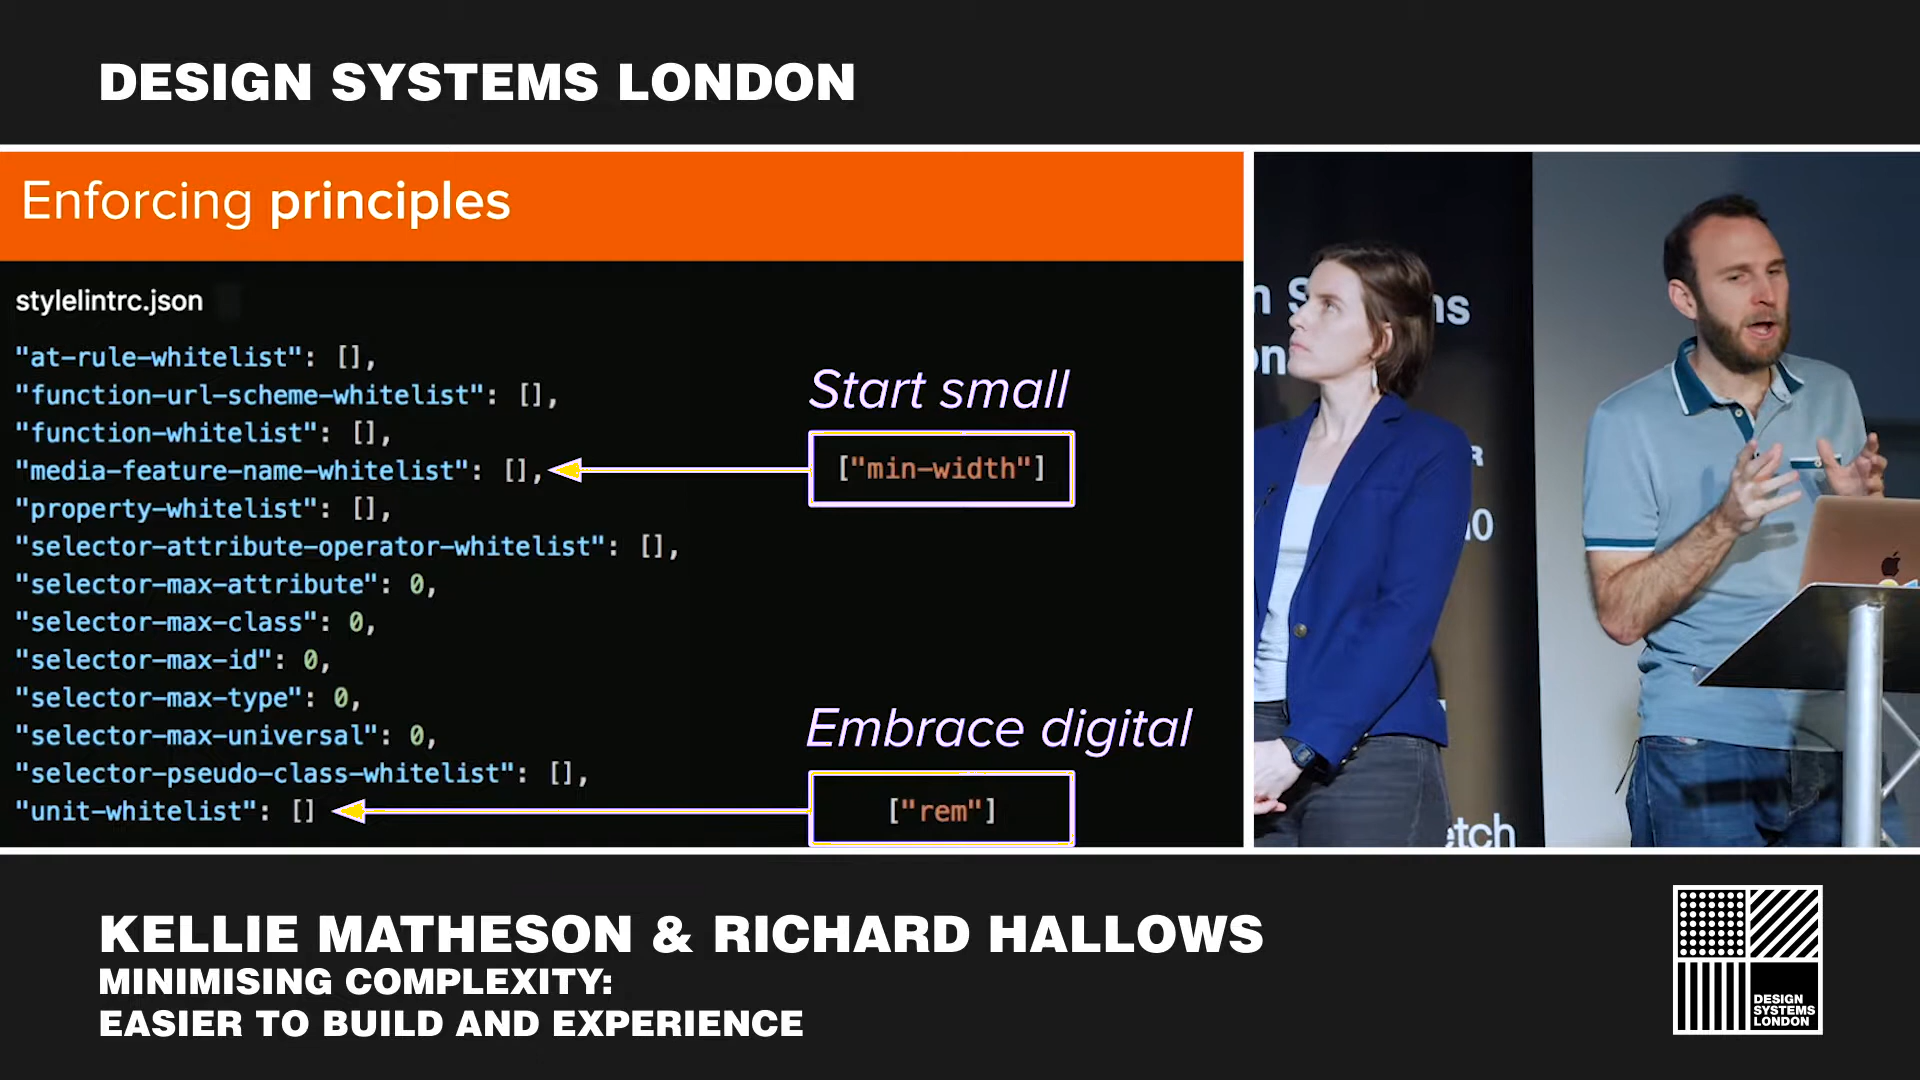 DESIGN SYSTEMS LONDON
Enforcing principles
stylelintrc.json
"at-rule-whitelist": [],
"function-url-scheme-whitelist": [],
"function-whitelist": [],
"media-feature-name-whitelist": [],
"property-whitelist": [],
"selector-attribute-operator-whitelist": [],
"selector-max-attribute": 0,
"selector-max-class": 0,
"selector-max-id": 0,
"selector-max-type": 0,
"selector-max-universal": 0,
"selector-pseudo-class-whitelist": [],
"unit-whitelist": []
Start small
["min-width"]
Embrace digital
["rem"]
KELLIE MATHESON & RICHARD HALLOWS
MINIMISING COMPLEXITY:
EASIER TO BUILD AND EXPERIENCE
DESIGN
SYSTEMS
LONDON